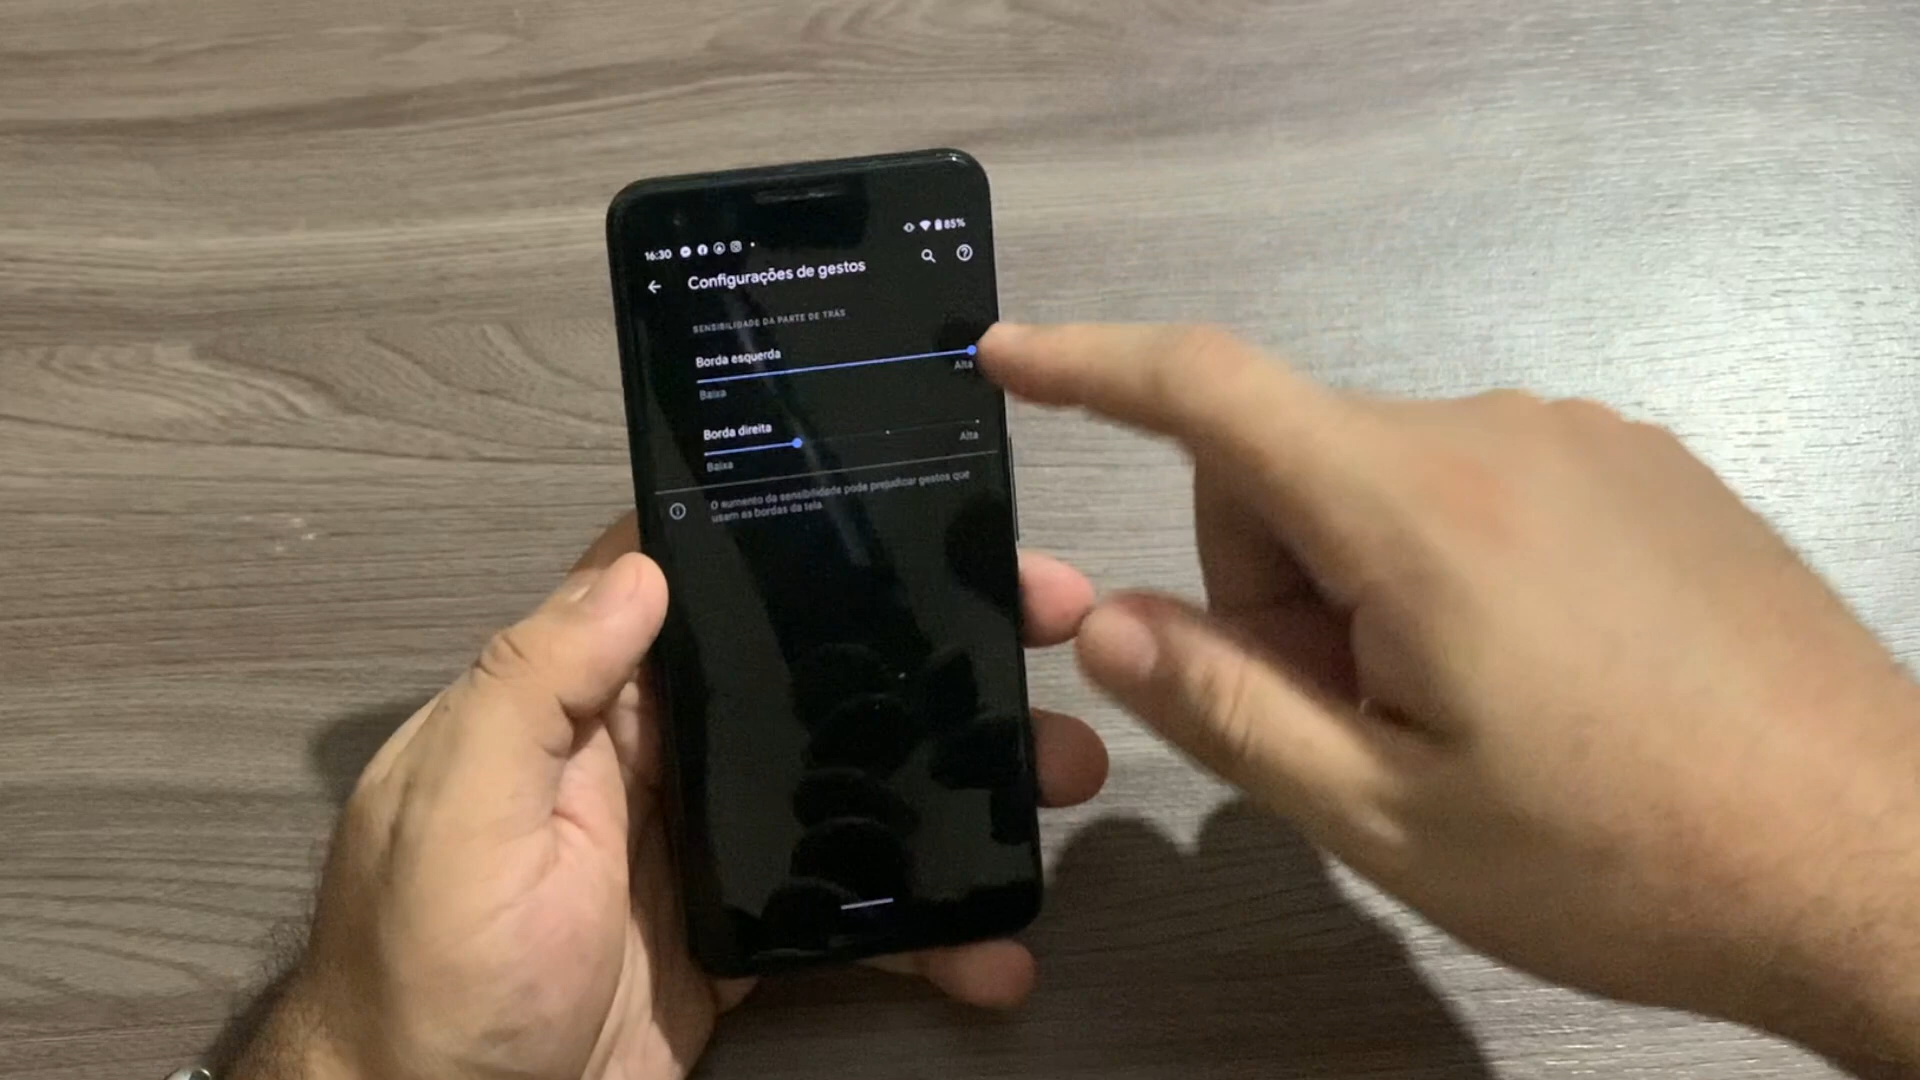 16:30
85%
Configurações de gestos
SENSIBILIDADE DA PARTE DE TRÁS
Borda esquerda
Baixa
Alta
Borda direita
Baixa
Alta
O aumento da sensibilidade pode prejudicar gestos que
usem as bordas da tela